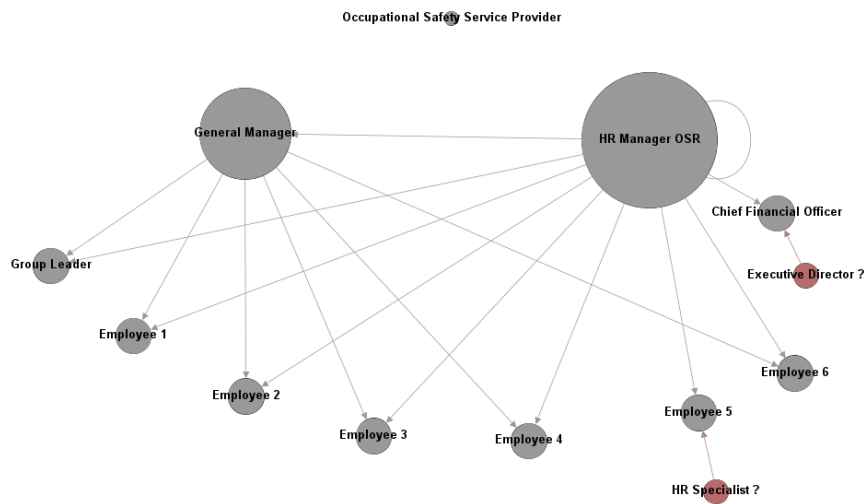 Occupational Safety Service Provider
General Manager
HR Manager OSR
Chief Financial Officer
Group Leader
Executive Director ?
Employee 1
Employee 6
Employee 2
Employee 5
Employee 3
Employee 4
HR Specialist ?